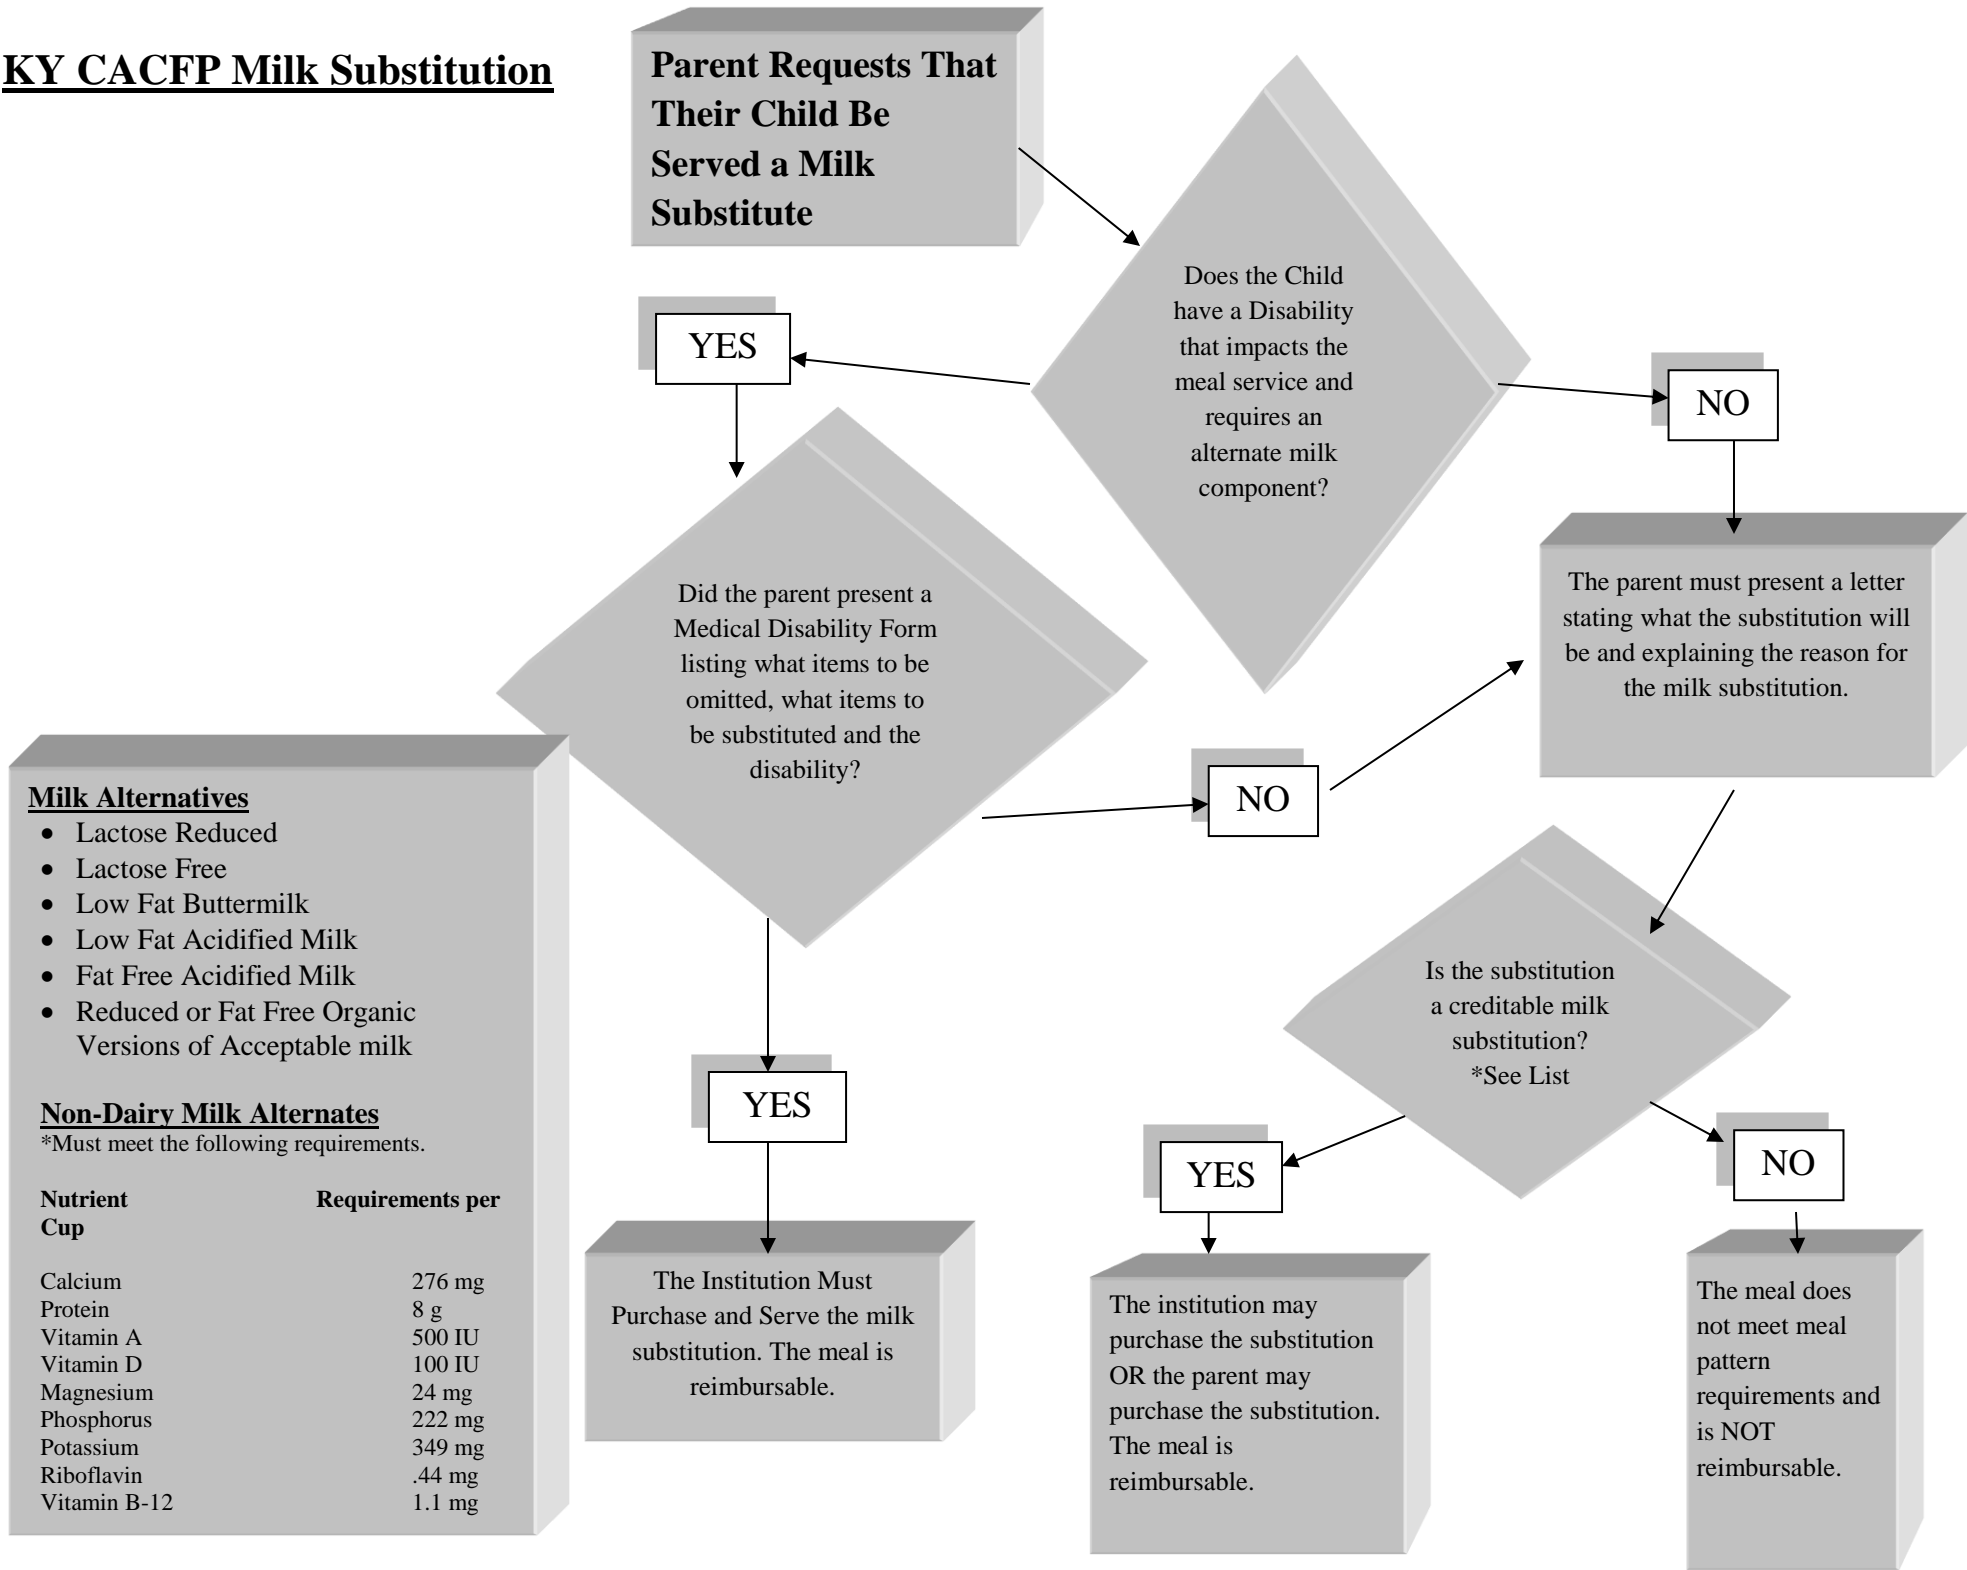 KY CACFP Milk Substitution
Parent Requests That
Their Child Be
Served a Milk
Substitute
Does the Child
have a Disability
that impacts the
meal service and
requires an
alternate milk
component?
YES
NO
Did the parent present a
Medical Disability Form
listing what items to be
omitted, what items to
be substituted and the
disability?
The parent must present a letter
stating what the substitution will
be and explaining the reason for
the milk substitution.
NO
Milk Alternatives
• Lactose Reduced
• Lactose Free
• Low Fat Buttermilk
• Low Fat Acidified Milk
• Fat Free Acidified Milk
• Reduced or Fat Free Organic
Versions of Acceptable milk
Non-Dairy Milk Alternates
*Must meet the following requirements.
Nutrient Requirements per
Cup
Calcium 276 mg
Protein 8 g
Vitamin A 500 IU
Vitamin D 100 IU
Magnesium 24 mg
Phosphorus 222 mg
Potassium 349 mg
Riboflavin .44 mg
Vitamin B-12 1.1 mg
YES
The Institution Must
Purchase and Serve the milk
substitution. The meal is
reimbursable.
Is the substitution
a creditable milk
substitution?
*See List
YES
NO
The institution may
purchase the substitution
OR the parent may
purchase the substitution.
The meal is
reimbursable.
The meal does
not meet meal
pattern
requirements and
is NOT
reimbursable.